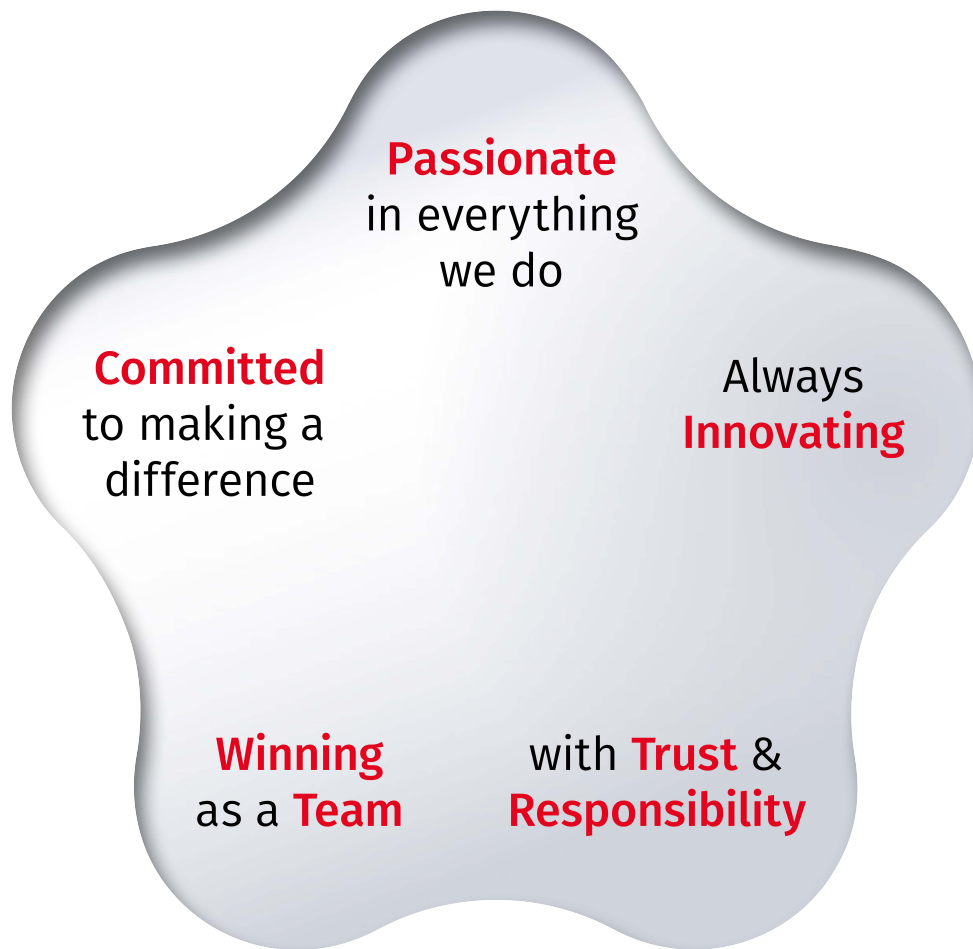 Passionate
in everything
we do
Committed
to making a
difference
Always
Innovating
Winning
as a Team
with Trust &
Responsibility